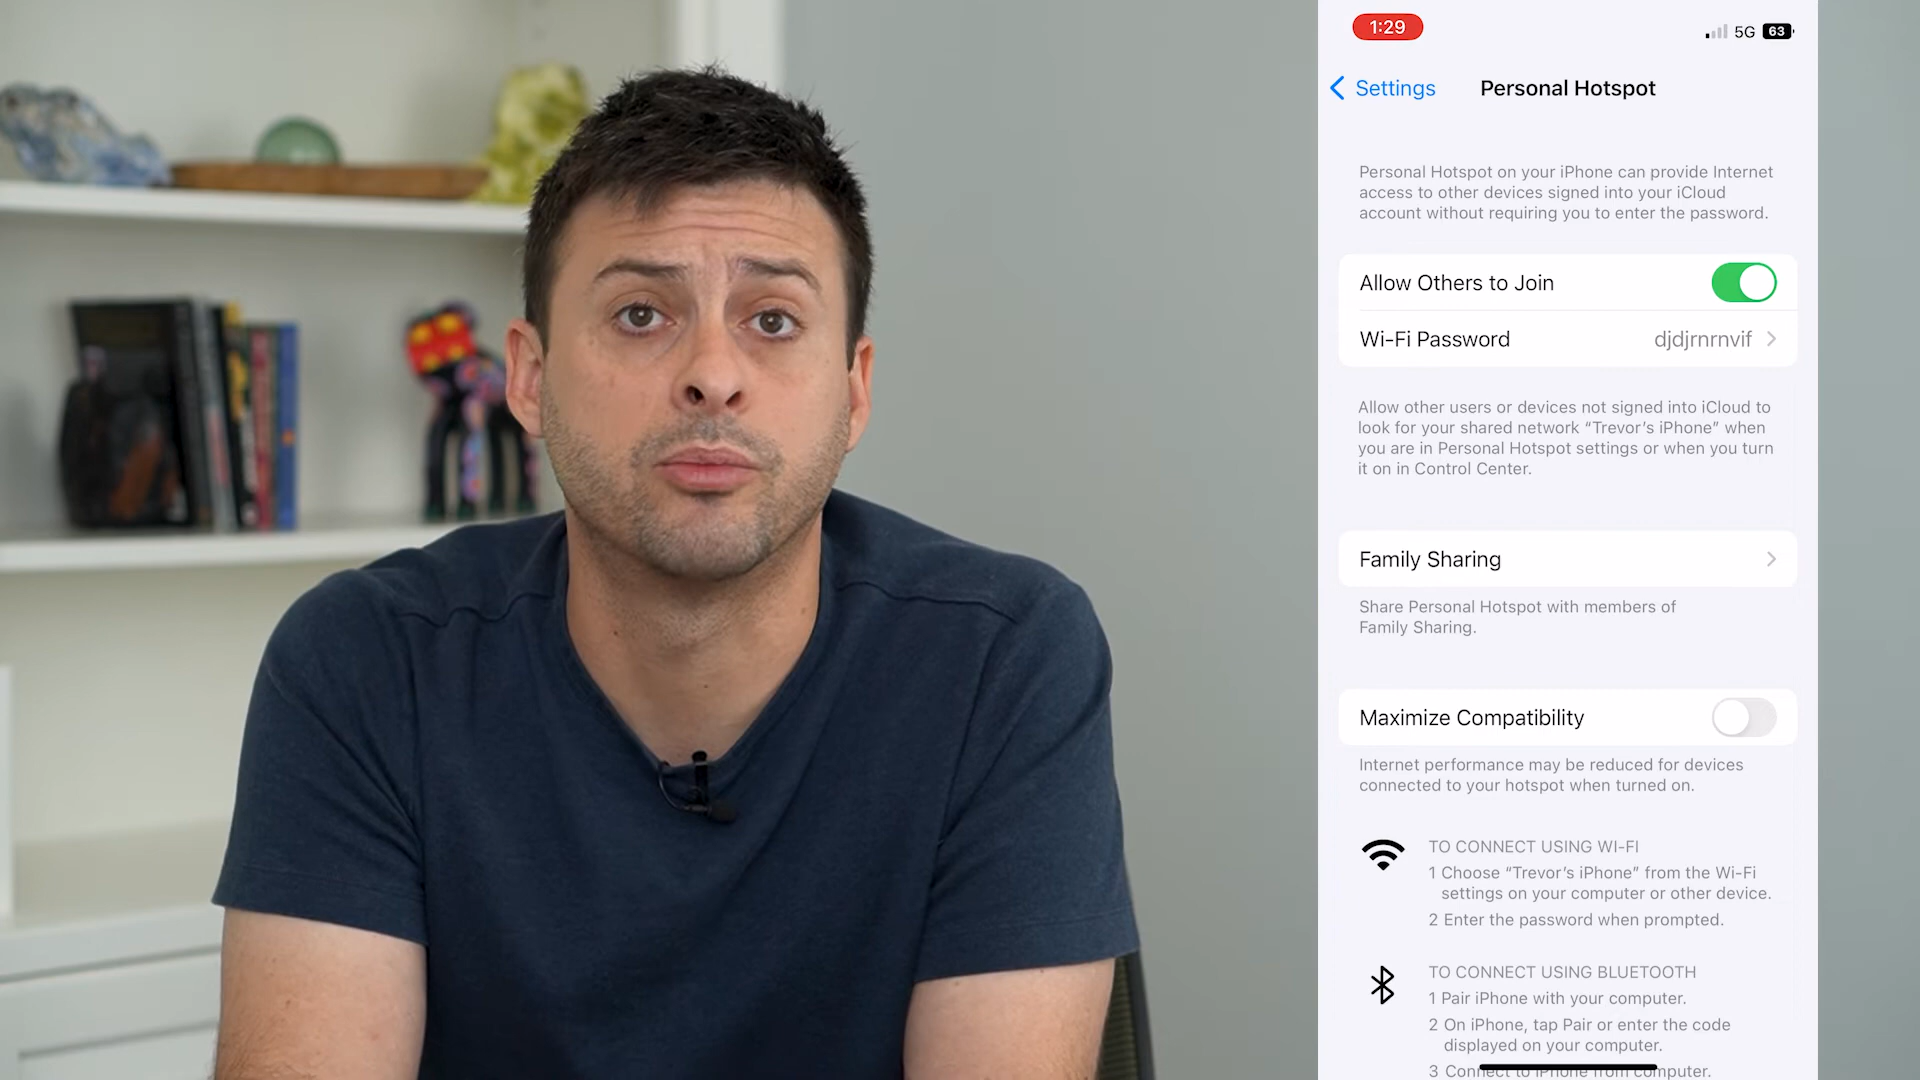 1:29
5G 63
Settings
Personal Hotspot
Personal Hotspot on your iPhone can provide Internet
access to other devices signed into your iCloud
account without requiring you to enter the password.
Allow Others to Join
Wi-Fi Password djdjrnrnvif
Allow other users or devices not signed into iCloud to
look for your shared network “Trevor’s iPhone” when
you are in Personal Hotspot settings or when you turn
it on in Control Center.
Family Sharing
Share Personal Hotspot with members of
Family Sharing.
Maximize Compatibility
Internet performance may be reduced for devices
connected to your hotspot when turned on.
TO CONNECT USING WI-FI
1 Choose “Trevor’s iPhone” from the Wi-Fi
settings on your computer or other device.
2 Enter the password when prompted.
TO CONNECT USING BLUETOOTH
1 Pair iPhone with your computer.
2 On iPhone, tap Pair or enter the code
displayed on your computer.
3 Connect to iPhone from computer.